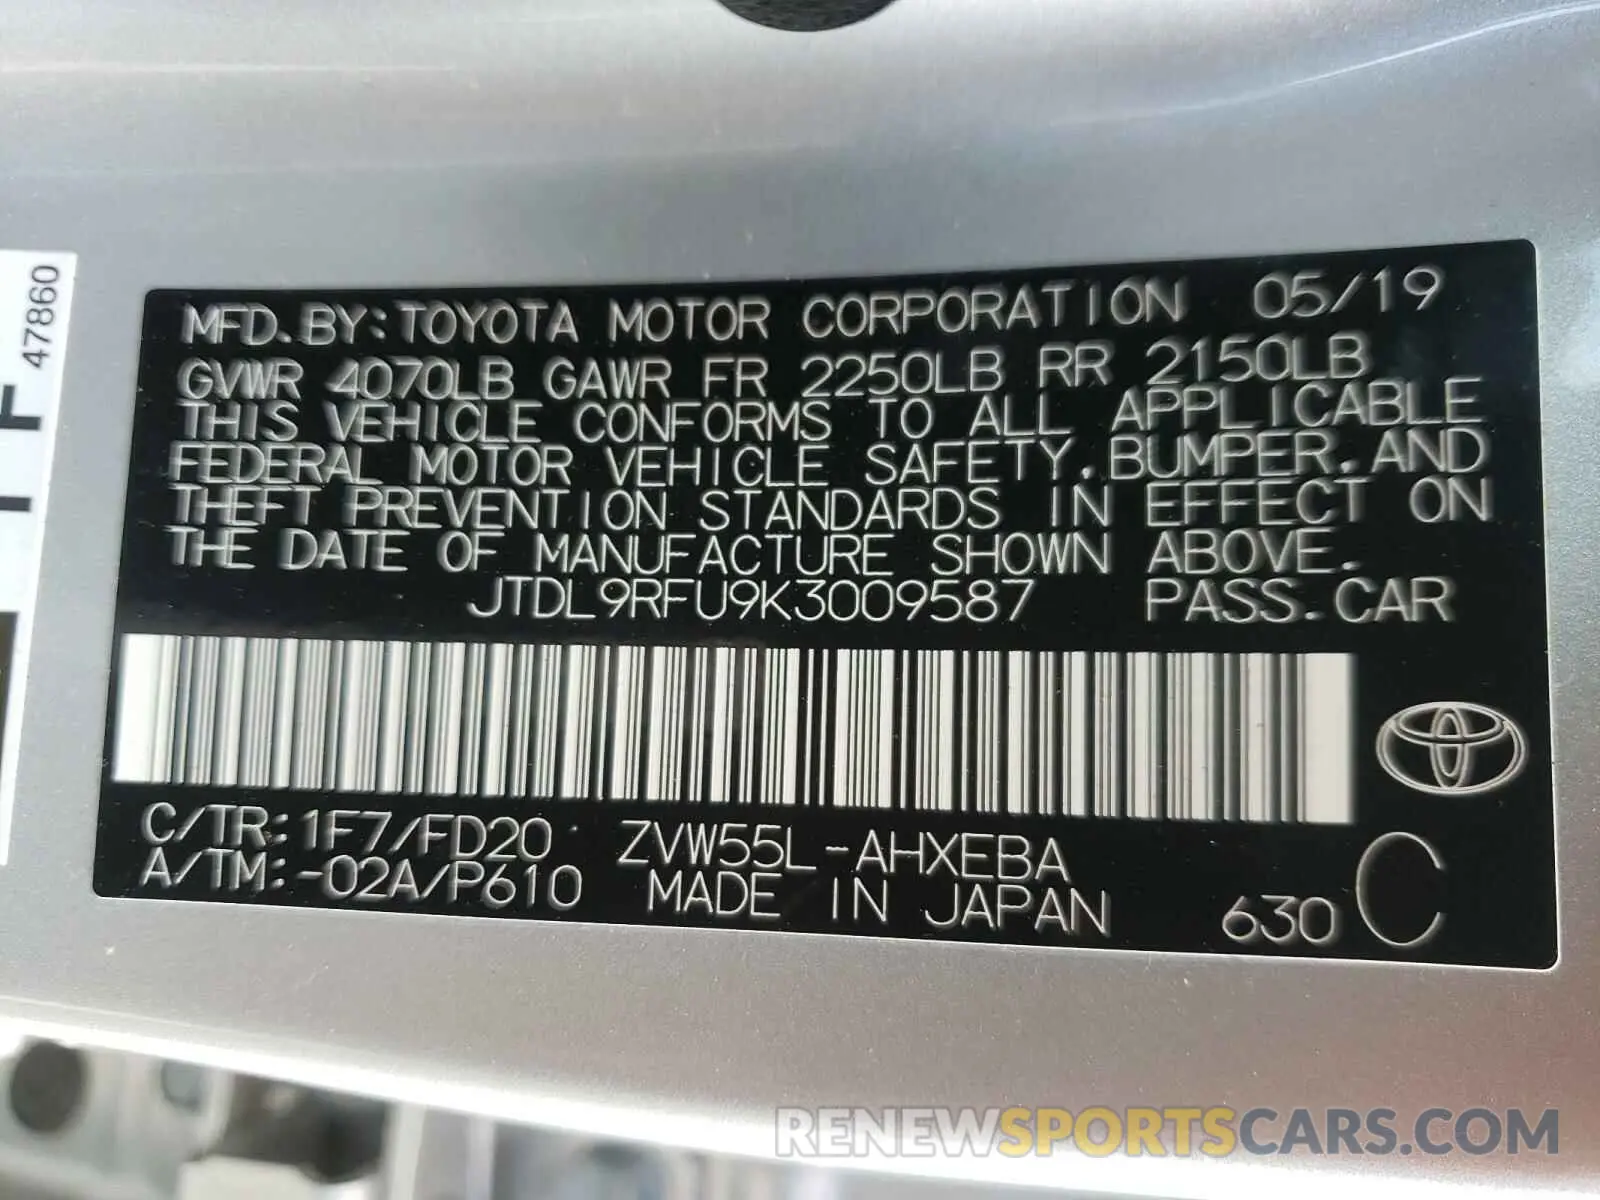 MFD. BY: TOYOTA MOTOR CORPORATION 05/19
GVWR 4070LB GAWR FR 2250LB RR 2150LB
THIS VEHICLE CONFORMS TO ALL APPLICABLE
FEDERAL MOTOR VEHICLE SAFETY, BUMPER, AND
THEFT PREVENTION STANDARDS IN EFFECT ON
THE DATE OF MANUFACTURE SHOWN ABOVE.
JTDL9RFU9K3009587 PASS. CAR
C/TR: 1F7/FD20 ZVW55L-AHXEBA
A/TM: -02A/P610 MADE IN JAPAN 630 C
47860
RENEWSPORTSCARS.COM